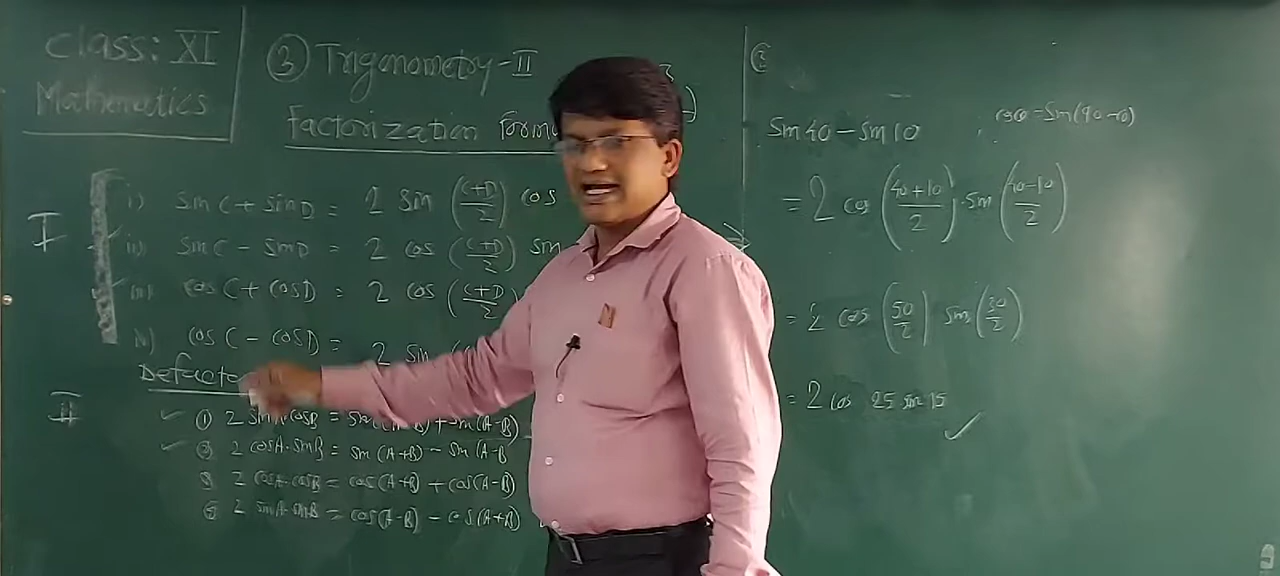 class: XI
Mathematics
③ Trigonometry-II
Factorization Form
I
i) sin C + sin D = 2 sin (C+D/2) cos
ii) sin C - sin D = 2 cos (C+D/2) sin
iii) cos C + cos D = 2 cos (C+D/2)
iv) cos C - cos D = 2 sin
Defacto
II
① 2 sinA·cosB = sin(A+B) + sin(A-B)
② 2 cosA·sinB = sin(A+B) - sin(A-B
2 cosA·cosB = cos(A+B) + cos(A-B)
2 sinA·sinB = cos(A-B) - cos(A+B)
Sin 40 - Sin 10
cosθ = sin(90-θ)
= 2 cos (40+10/2) · sin (40-10/2)
= 2 cos (50/2) sin (30/2)
= 2 cos 25 sin 15